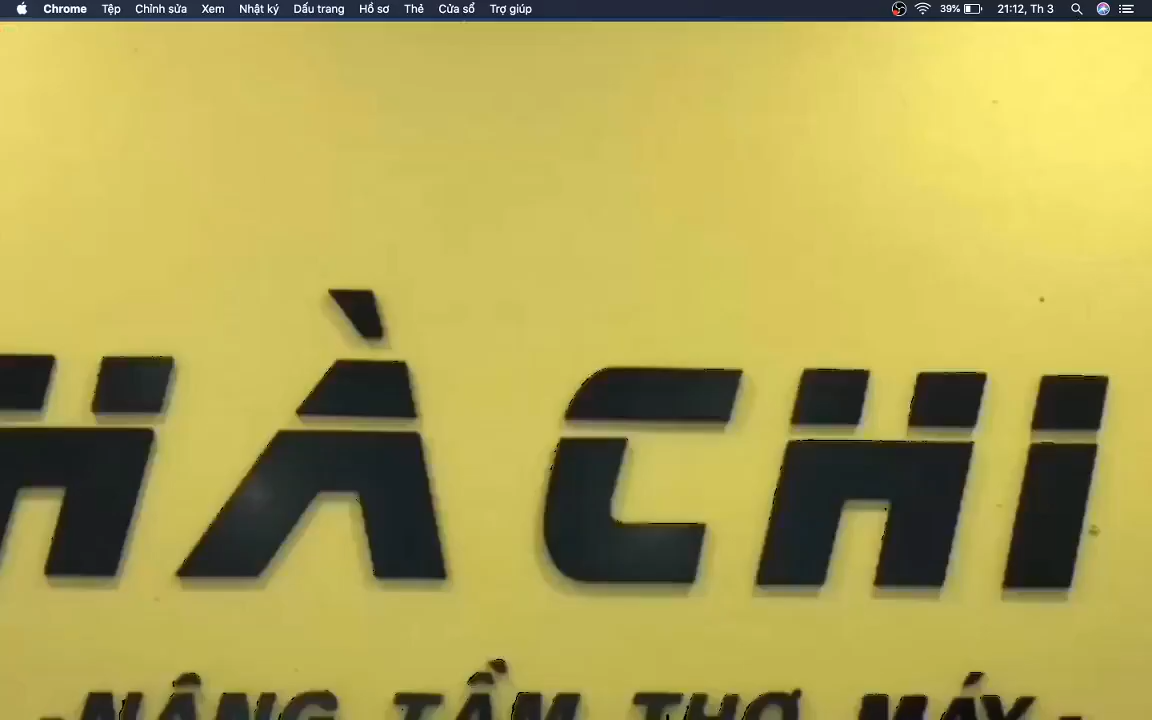 Chrome Tệp Chỉnh sửa Xem Nhật ký Dấu trang Hồ sơ Thẻ Cửa sổ Trợ giúp 39% 21:12, Th 3
HÀ CHI
NÂNG TẦM THỢ MÁY